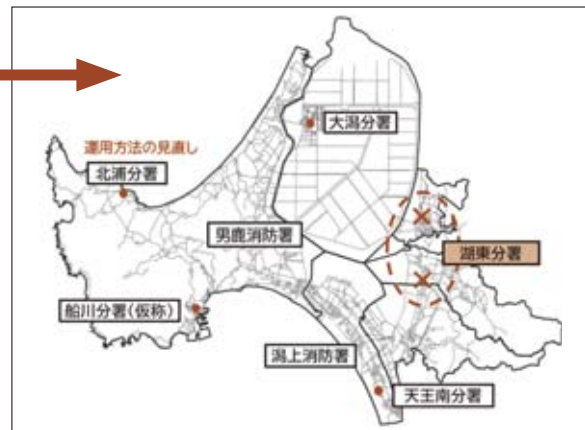 大潟分署
運用方法の見直し
北浦分署
男鹿消防署
湖東分署
船川分署(仮称)
潟上消防署
天王南分署